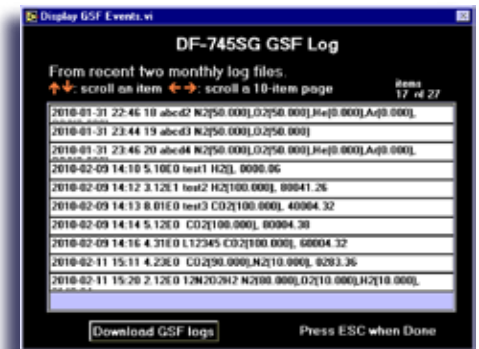 Display GSF Events.vi
DF-745SG GSF Log
From recent two monthly log files.
↑↓: scroll an item ←→: scroll a 10-item page
items
17 of 27
2010-01-31 22:46 18 abcd2 N2[50.000],O2[50.000],He[0.000],Ar[0.000],
2010-01-31 23:44 19 abcd3 N2[50.000],O2[50.000]
2010-01-31 23:46 20 abcd4 N2[50.000],O2[50.000],He[0.000],Ar[0.000],
2010-02-09 14:10 5.10E0 test1 H2[], 0000.06
2010-02-09 14:12 3.12E1 test2 H2[100.000], 80041.26
2010-02-09 14:13 8.01E0 test3 CO2[100.000], 40004.32
2010-02-09 14:14 5.12E0 CO2[100.000], 80004.38
2010-02-09 14:16 4.31E0 L12345 CO2[100.000], 60004.32
2010-02-11 15:11 4.23E0 CO2[90.000],N2[10.000], 0283.36
2010-02-11 15:20 2.12E0 12N2O2H2 N2[80.000],O2[10.000],H2[10.000],
Download GSF logs
Press ESC when Done